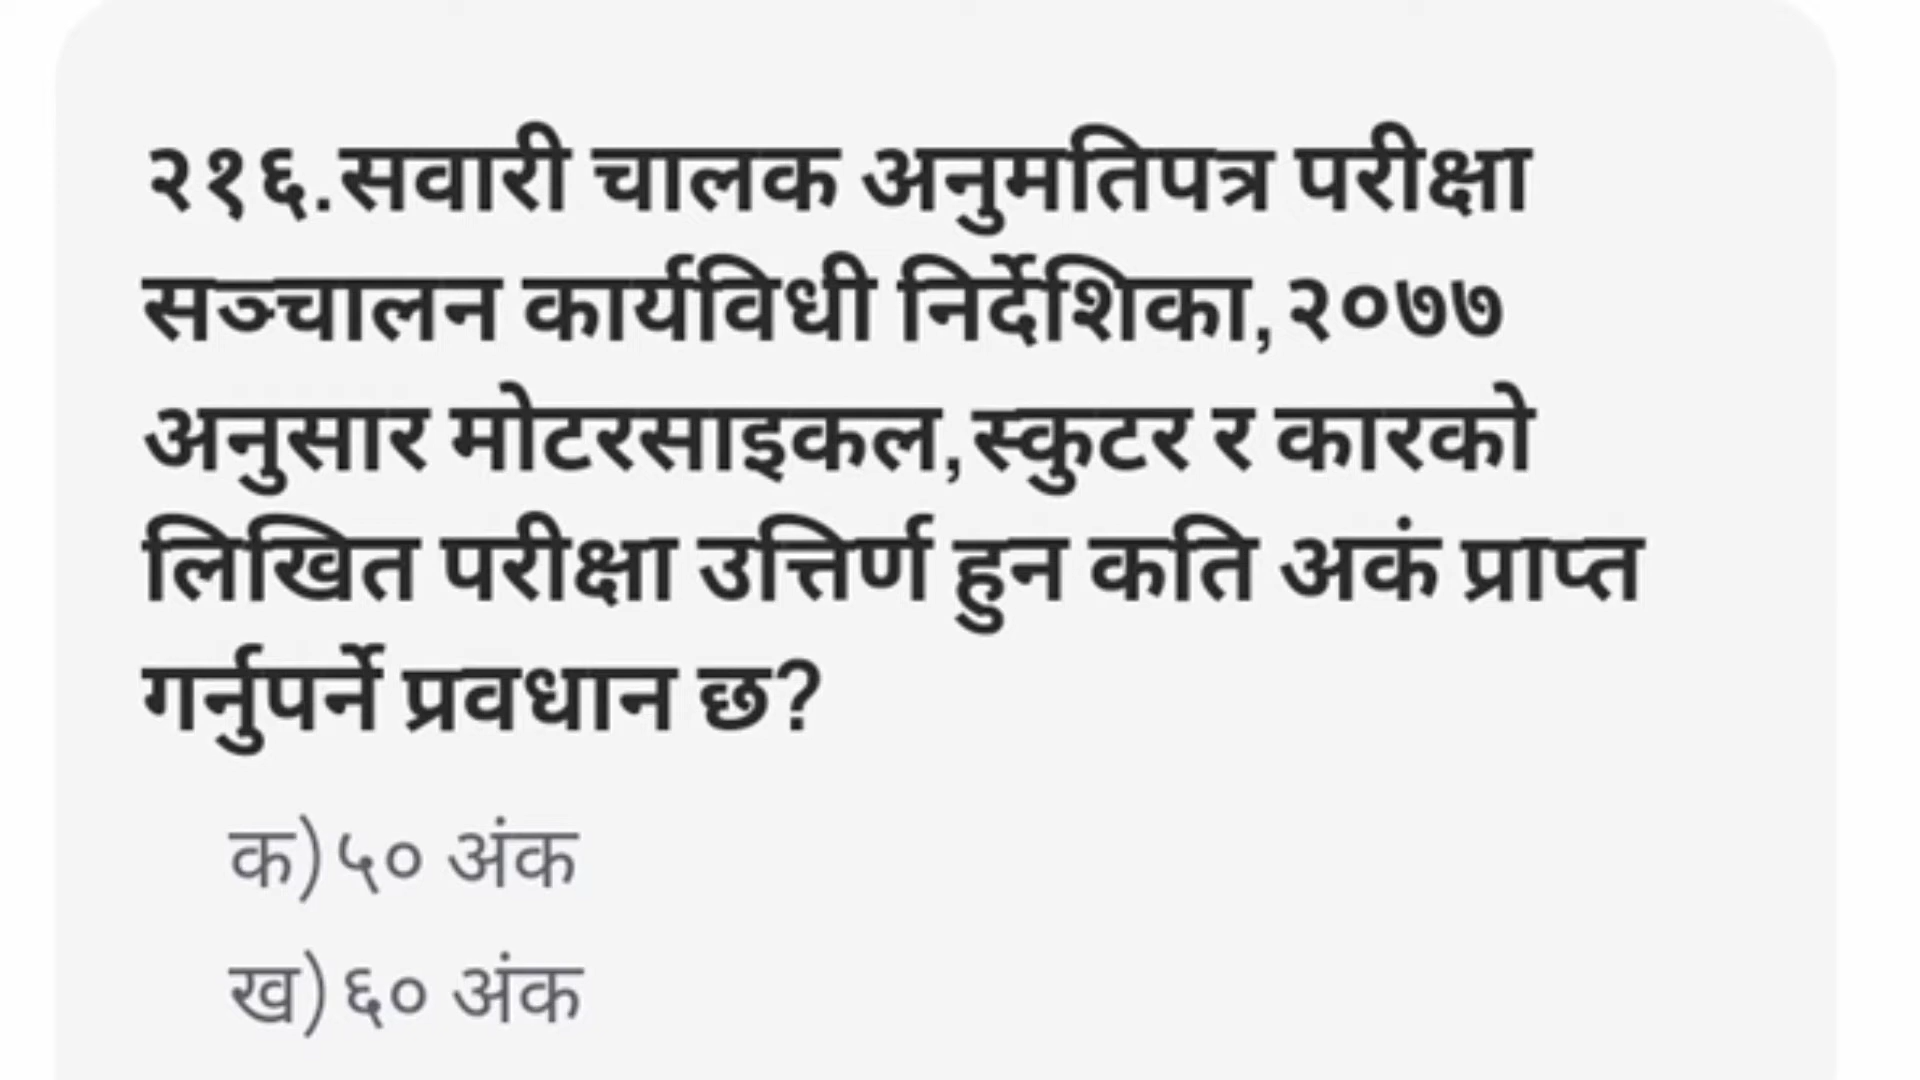 २१६.सवारी चालक अनुमतिपत्र परीक्षा
सञ्चालन कार्यविधी निर्देशिका,२०७७
अनुसार मोटरसाइकल,स्कुटर र कारको
लिखित परीक्षा उत्तिर्ण हुन कति अकं प्राप्त
गर्नुपर्ने प्रवधान छ?
क)५० अंक
ख)६० अंक